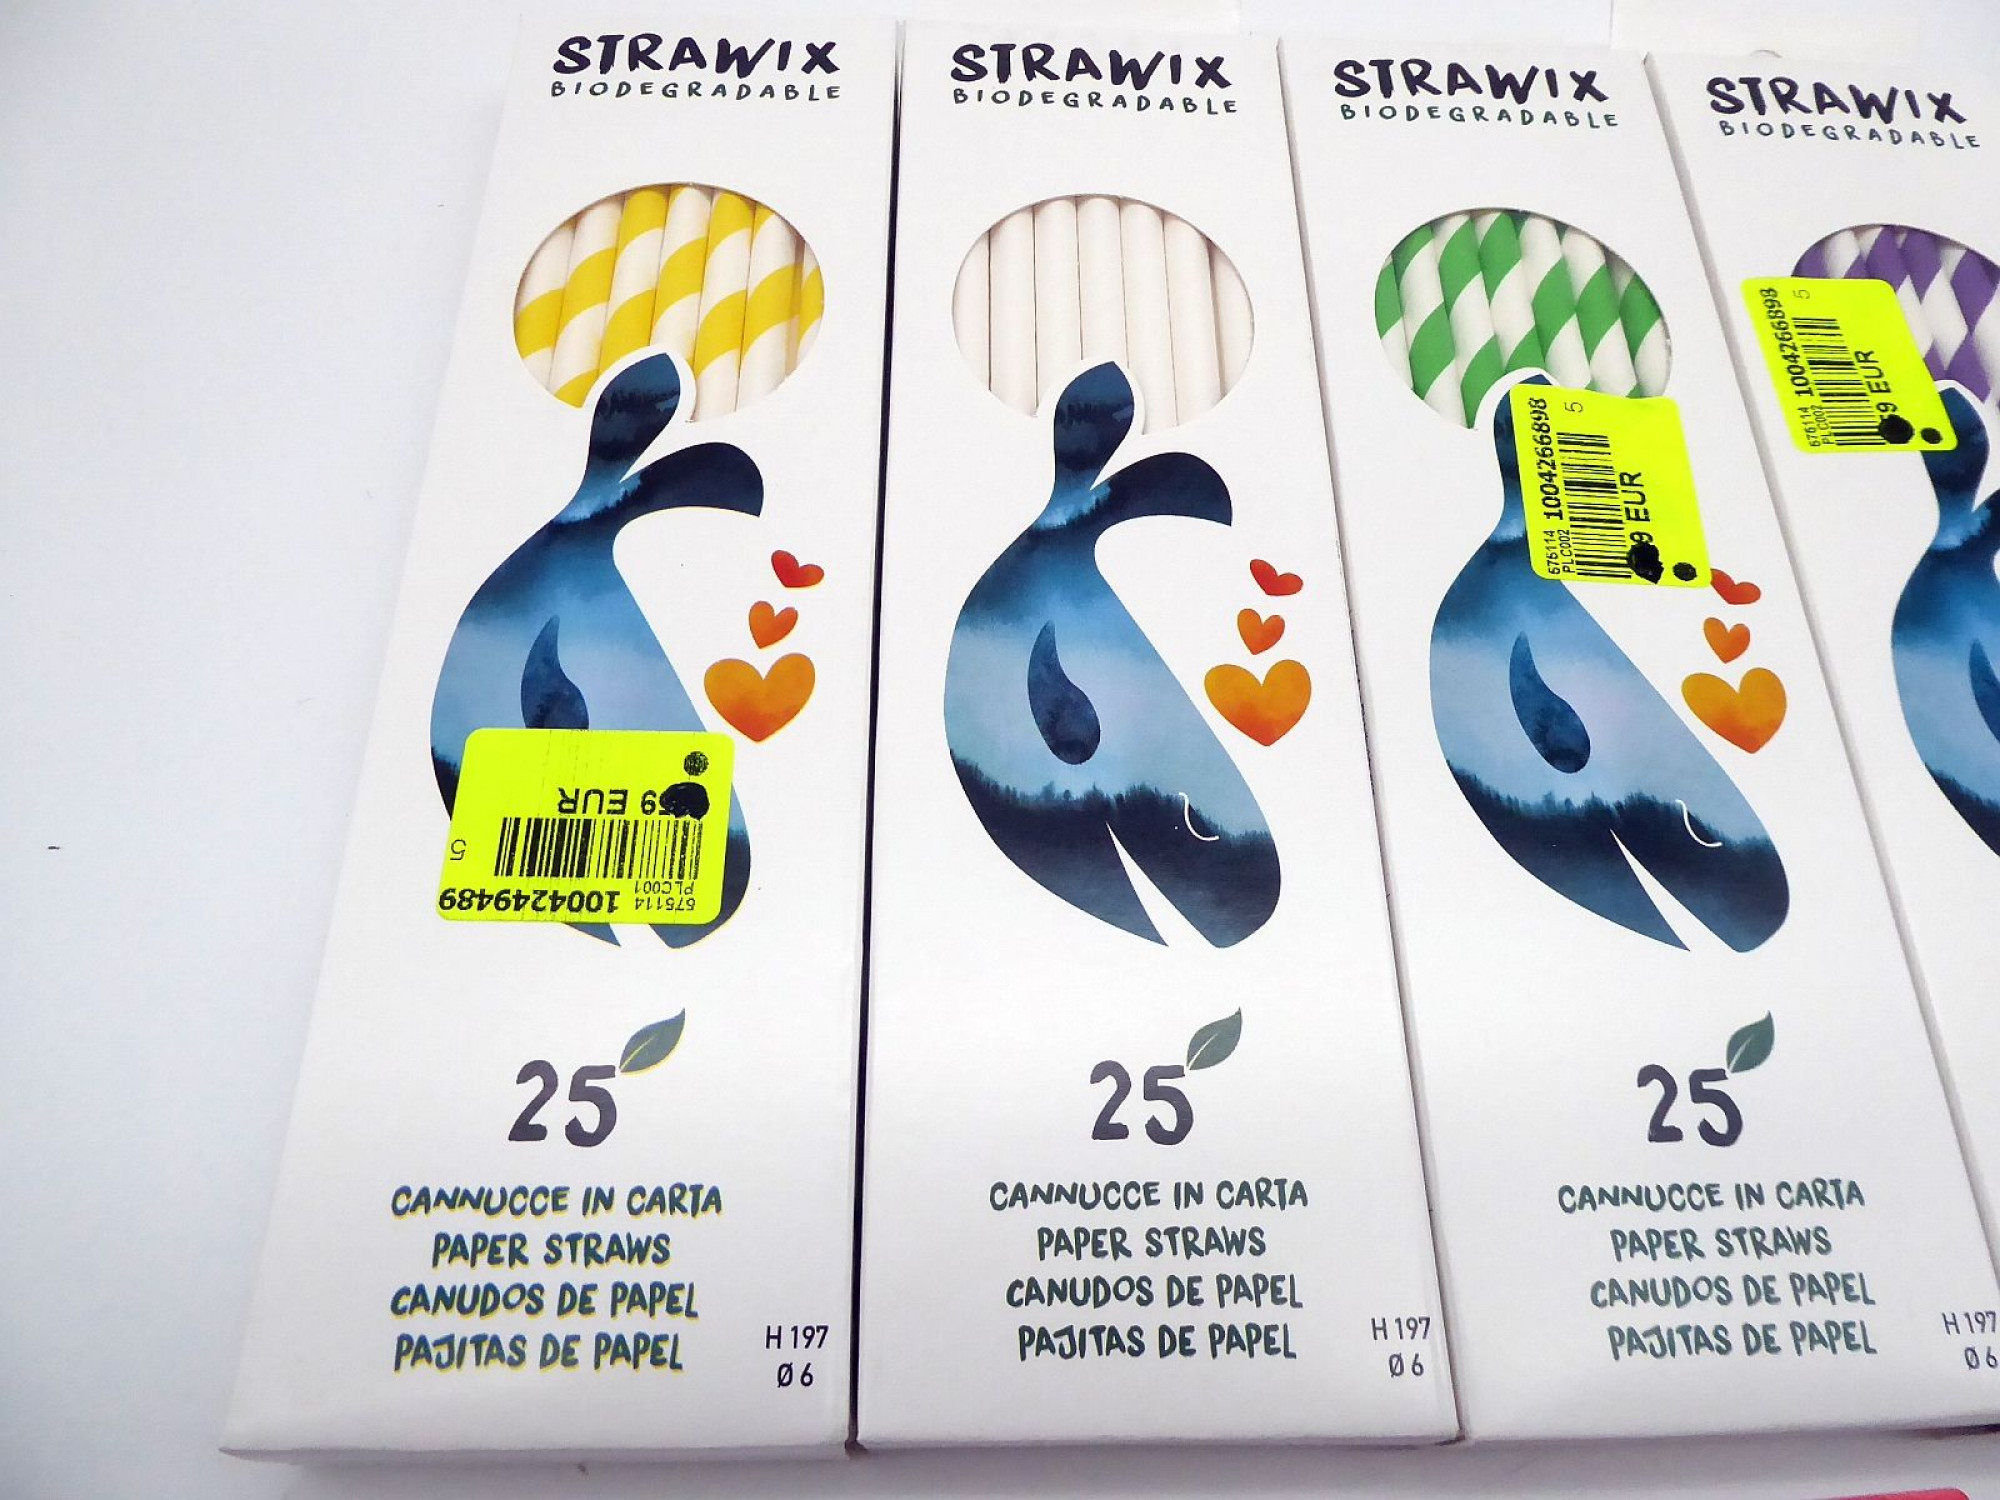 STRAWIX
BIODEGRADABLE
59 EUR
5
1004249489
675114
PLC001
25
CANNUCCE IN CARTA
PAPER STRAWS
CANUDOS DE PAPEL
PAJITAS DE PAPEL
H 197
Ø 6
STRAWIX
BIODEGRADABLE
25
CANNUCCE IN CARTA
PAPER STRAWS
CANUDOS DE PAPEL
PAJITAS DE PAPEL
H 197
Ø 6
STRAWIX
BIODEGRADABLE
675114 1004266898 5
PLC002
9 EUR
25
CANNUCCE IN CARTA
PAPER STRAWS
CANUDOS DE PAPEL
PAJITAS DE PAPEL
H 197
Ø 6
STRAWIX
BIODEGRADABLE
675114 1004266898 5
PLC002
59 EUR